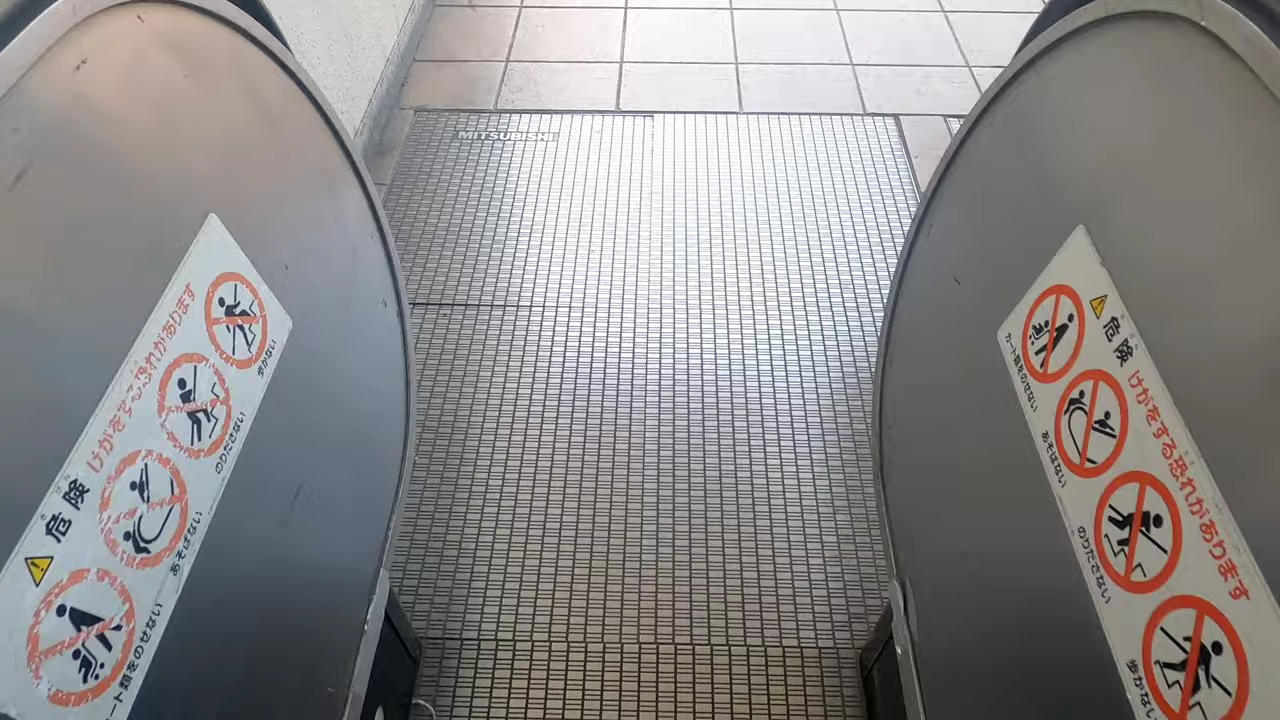 MITSUBISHI
危険 けがをする恐れがあります
歩かない
のりださない
あそばない
カート類をのせない
危険 けがをする恐れがあります
カート類をのせない
あそばない
のりださない
歩かない